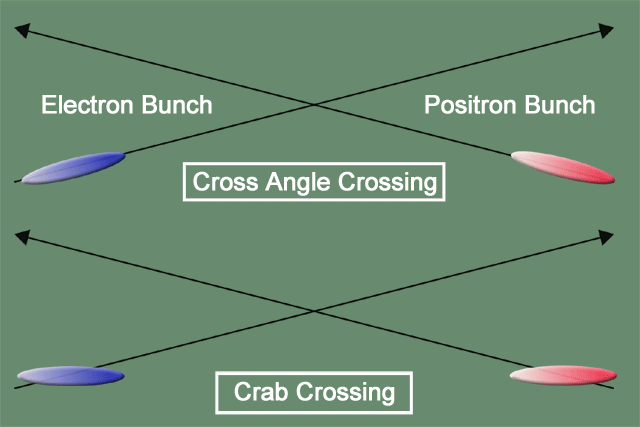 Electron Bunch
Positron Bunch
Cross Angle Crossing
Crab Crossing